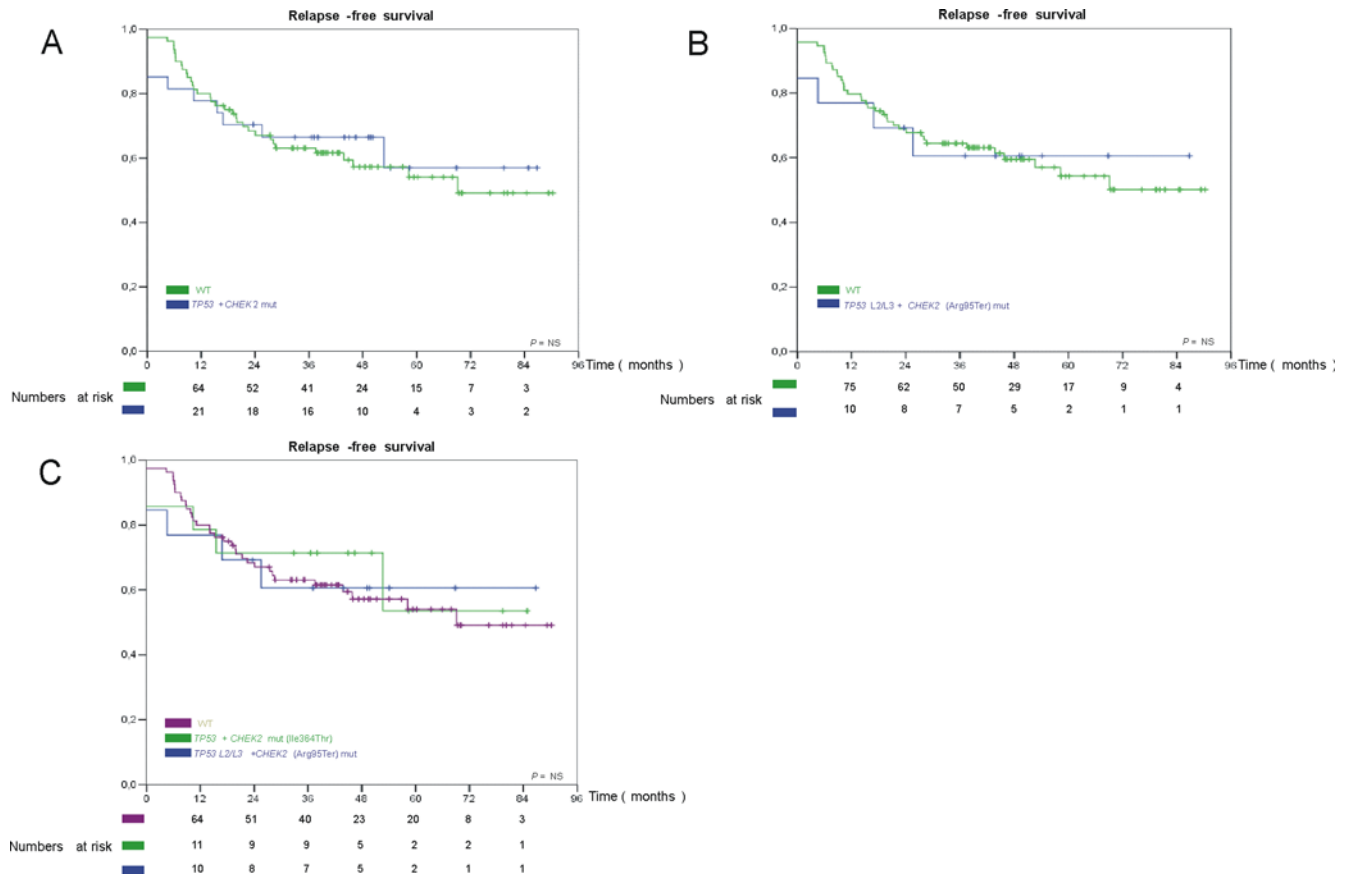 A
Relapse -free survival
1,0
0,8
0,6
0,4
0,2
0,0
WT
TP53 + CHEK2 mut
P = NS
0 12 24 36 48 60 72 84 96
Time ( months )
64 52 41 24 15 7 3
Numbers at risk
21 18 16 10 4 3 2
B
Relapse -free survival
1,0
0,8
0,6
0,4
0,2
0,0
WT
TP53 L2/L3 + CHEK2 (Arg95Ter) mut
P = NS
0 12 24 36 48 60 72 84 96
Time ( months )
75 62 50 29 17 9 4
Numbers at risk
10 8 7 5 2 1 1
C
Relapse -free survival
1,0
0,8
0,6
0,4
0,2
0,0
WT
TP53 + CHEK2 mut (Ile364Thr)
TP53 L2/L3 +CHEK2 (Arg95Ter) mut
P = NS
0 12 24 36 48 60 72 84 96
Time ( months )
64 51 40 23 20 8 3
Numbers at risk
11 9 9 5 2 2 1
10 8 7 5 2 1 1